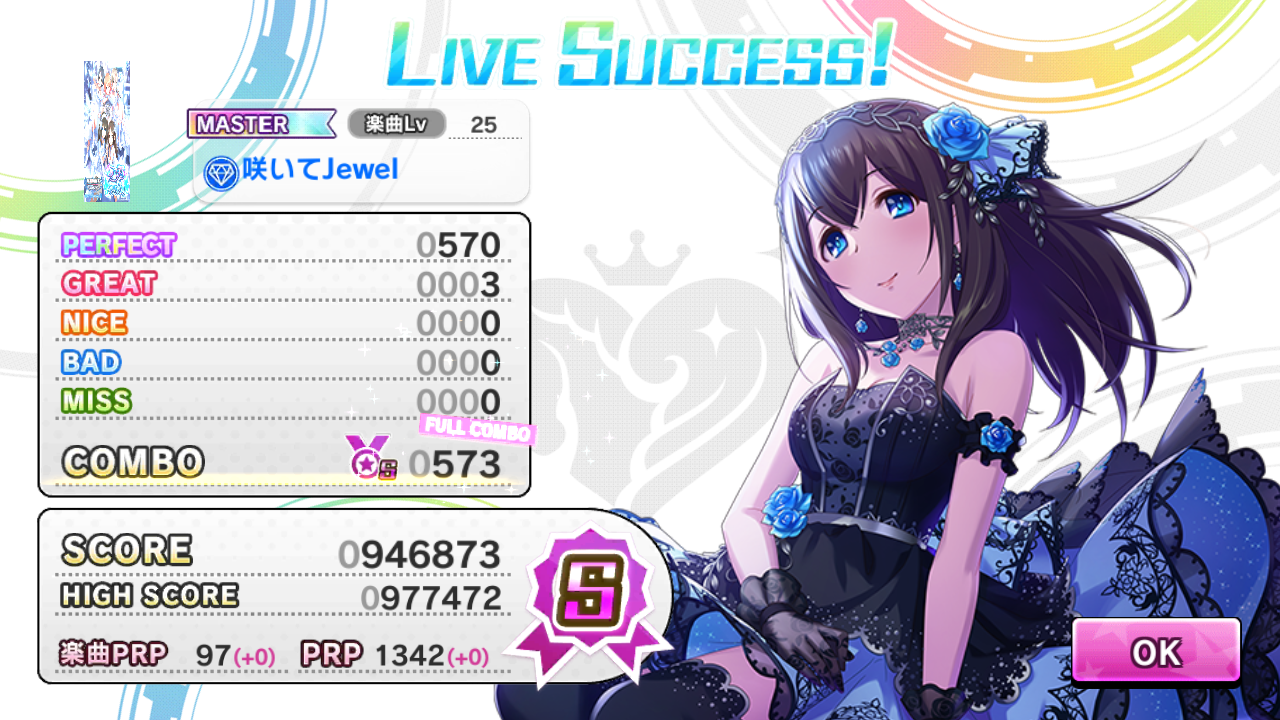 LIVE SUCCESS!
MASTER 楽曲Lv 25
咲いてJewel
PERFECT 0570
GREAT 0003
NICE 0000
BAD 0000
MISS 0000
FULL COMBO
COMBO S 0573
SCORE 0946873
HIGH SCORE 0977472
S
楽曲PRP 97(+0) PRP 1342(+0)
OK